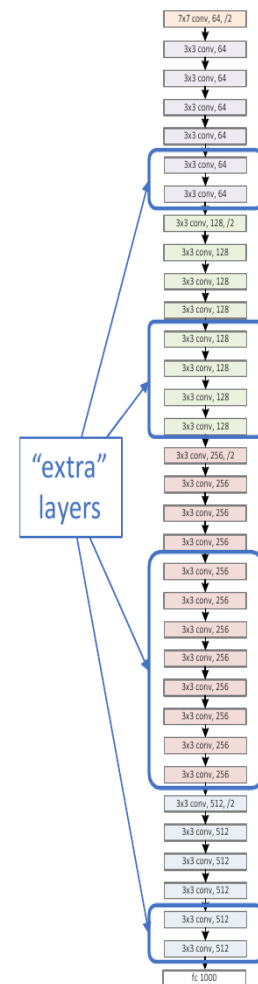 7x7 conv, 64, /2
3x3 conv, 64
3x3 conv, 64
3x3 conv, 64
3x3 conv, 64
3x3 conv, 64
3x3 conv, 64
3x3 conv, 128, /2
3x3 conv, 128
3x3 conv, 128
3x3 conv, 128
3x3 conv, 128
3x3 conv, 128
3x3 conv, 128
3x3 conv, 128
3x3 conv, 256, /2
3x3 conv, 256
3x3 conv, 256
3x3 conv, 256
3x3 conv, 256
3x3 conv, 256
3x3 conv, 256
3x3 conv, 256
3x3 conv, 256
3x3 conv, 256
3x3 conv, 256
3x3 conv, 256
3x3 conv, 512, /2
3x3 conv, 512
3x3 conv, 512
3x3 conv, 512
3x3 conv, 512
3x3 conv, 512
fc 1000
“extra”
layers